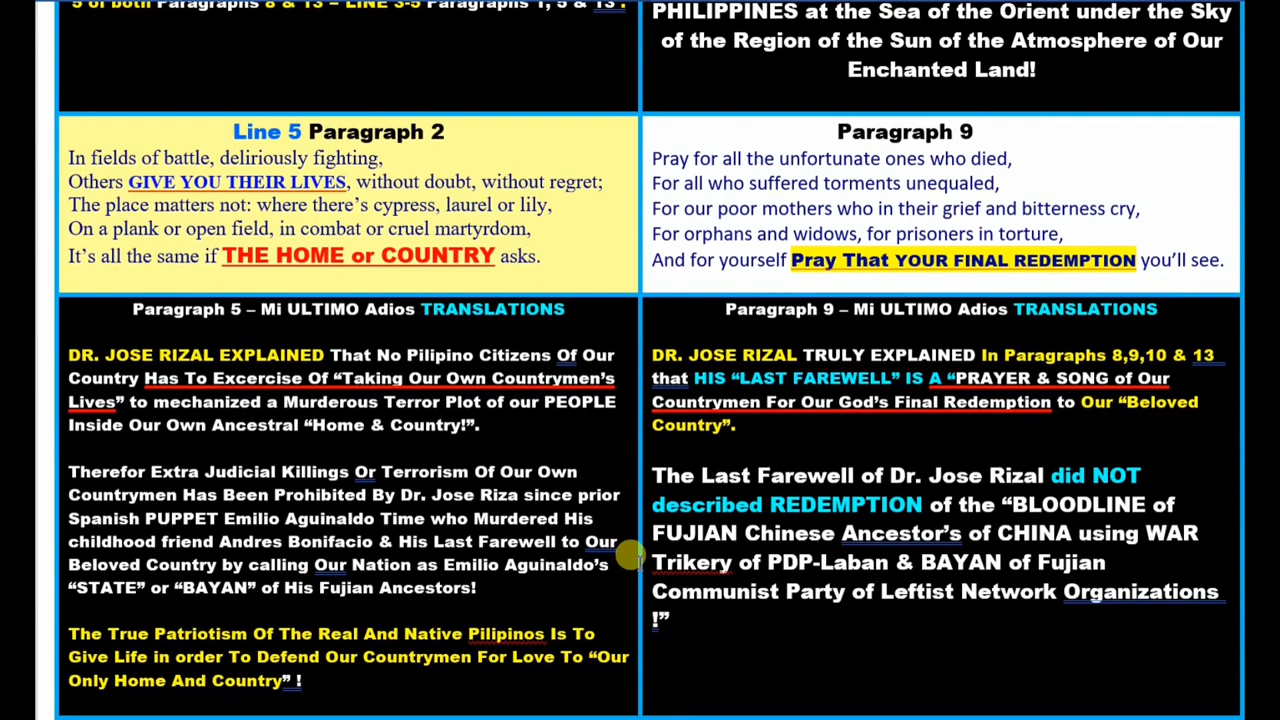 5 of both Paragraphs 8 & 13 – LINE 3-5 Paragraphs 1, 5 & 13 !
PHILIPPINES at the Sea of the Orient under the Sky
of the Region of the Sun of the Atmosphere of Our
Enchanted Land!
Line 5 Paragraph 2
In fields of battle, deliriously fighting,
Others GIVE YOU THEIR LIVES, without doubt, without regret;
The place matters not: where there’s cypress, laurel or lily,
On a plank or open field, in combat or cruel martyrdom,
It’s all the same if THE HOME or COUNTRY asks.
Paragraph 9
Pray for all the unfortunate ones who died,
For all who suffered torments unequaled,
For our poor mothers who in their grief and bitterness cry,
For orphans and widows, for prisoners in torture,
And for yourself Pray That YOUR FINAL REDEMPTION you’ll see.
Paragraph 5 – Mi ULTIMO Adios TRANSLATIONS
DR. JOSE RIZAL EXPLAINED That No Pilipino Citizens Of Our
Country Has To Excercise Of “Taking Our Own Countrymen’s
Lives” to mechanized a Murderous Terror Plot of our PEOPLE
Inside Our Own Ancestral “Home & Country!”.
Therefor Extra Judicial Killings Or Terrorism Of Our Own
Countrymen Has Been Prohibited By Dr. Jose Riza since prior
Spanish PUPPET Emilio Aguinaldo Time who Murdered His
childhood friend Andres Bonifacio & His Last Farewell to Our
Beloved Country by calling Our Nation as Emilio Aguinaldo’s
“STATE” or “BAYAN” of His Fujian Ancestors!
The True Patriotism Of The Real And Native Pilipinos Is To
Give Life in order To Defend Our Countrymen For Love To “Our
Only Home And Country” !
Paragraph 9 – Mi ULTIMO Adios TRANSLATIONS
DR. JOSE RIZAL TRULY EXPLAINED In Paragraphs 8,9,10 & 13
that HIS “LAST FAREWELL” IS A “PRAYER & SONG of Our
Countrymen For Our God’s Final Redemption to Our “Beloved
Country”.
The Last Farewell of Dr. Jose Rizal did NOT
described REDEMPTION of the “BLOODLINE of
FUJIAN Chinese Ancestor’s of CHINA using WAR
Trikery of PDP-Laban & BAYAN of Fujian
Communist Party of Leftist Network Organizations
!”